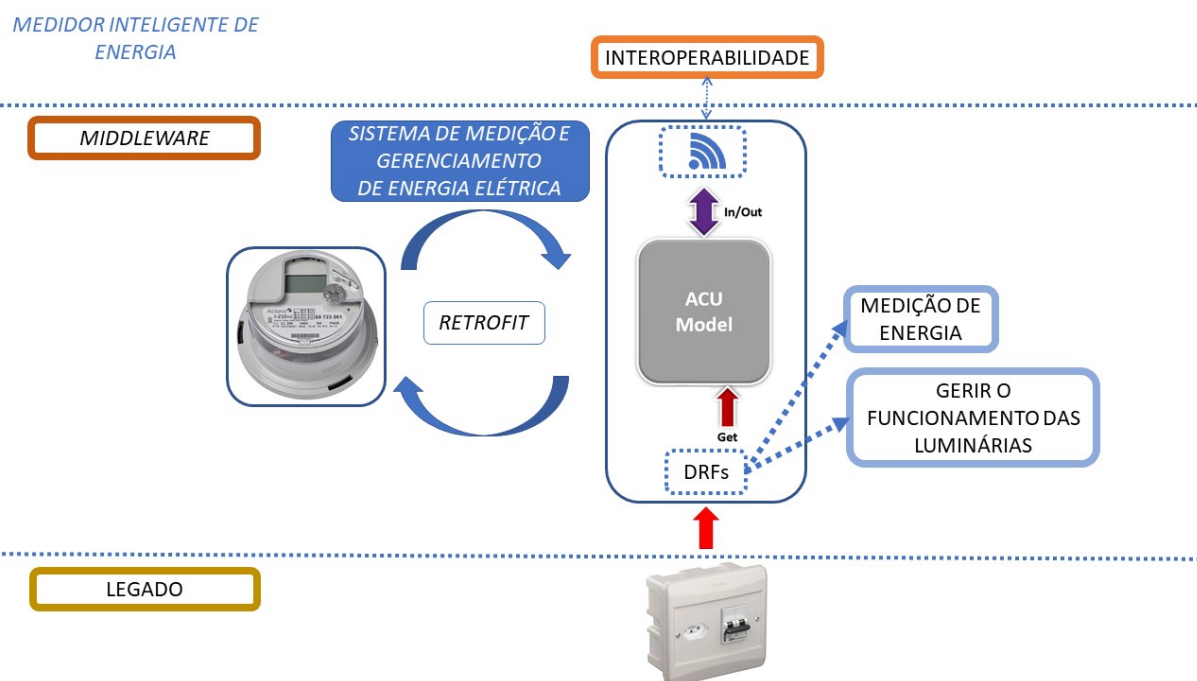 MEDIDOR INTELIGENTE DE
ENERGIA
INTEROPERABILIDADE
MIDDLEWARE
SISTEMA DE MEDIÇÃO E
GERENCIAMENTO
DE ENERGIA ELÉTRICA
In/Out
ACU
Model
RETROFIT
MEDIÇÃO DE
ENERGIA
GERIR O
FUNCIONAMENTO DAS
LUMINÁRIAS
Get
DRFs
LEGADO